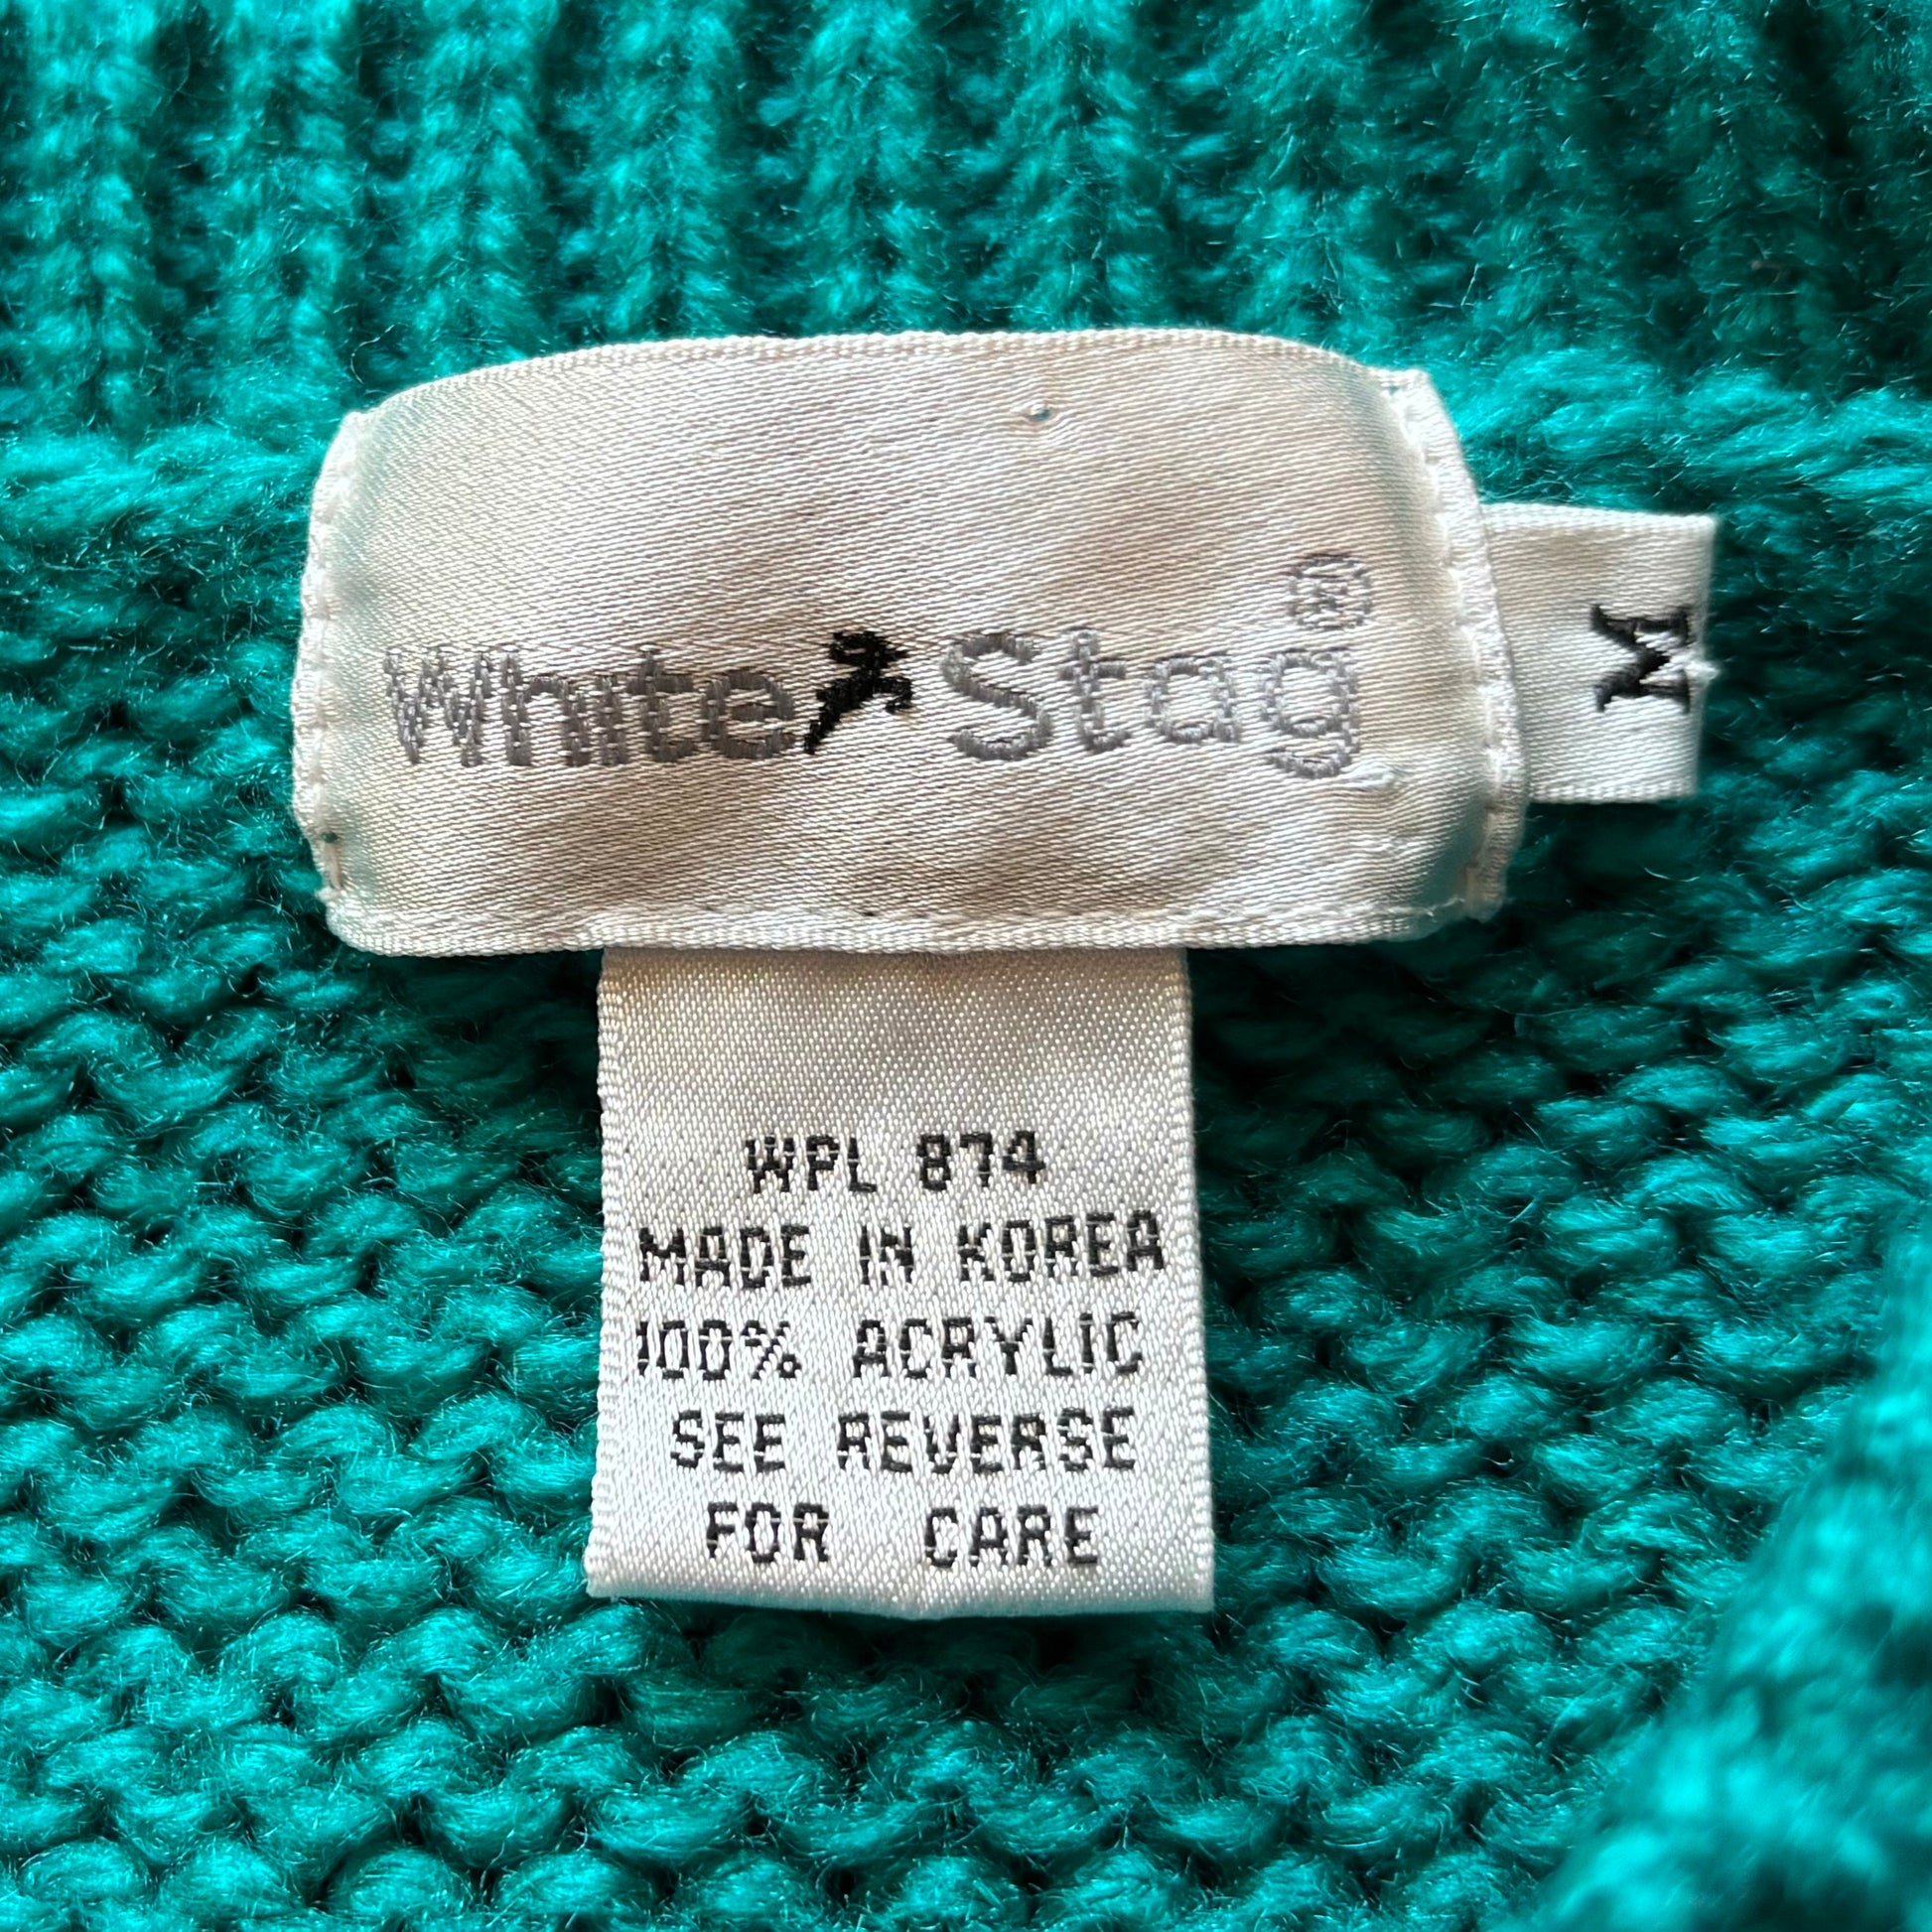 White Stag®
M
WPL 874
MADE IN KOREA
100% ACRYLIC
SEE REVERSE
FOR CARE